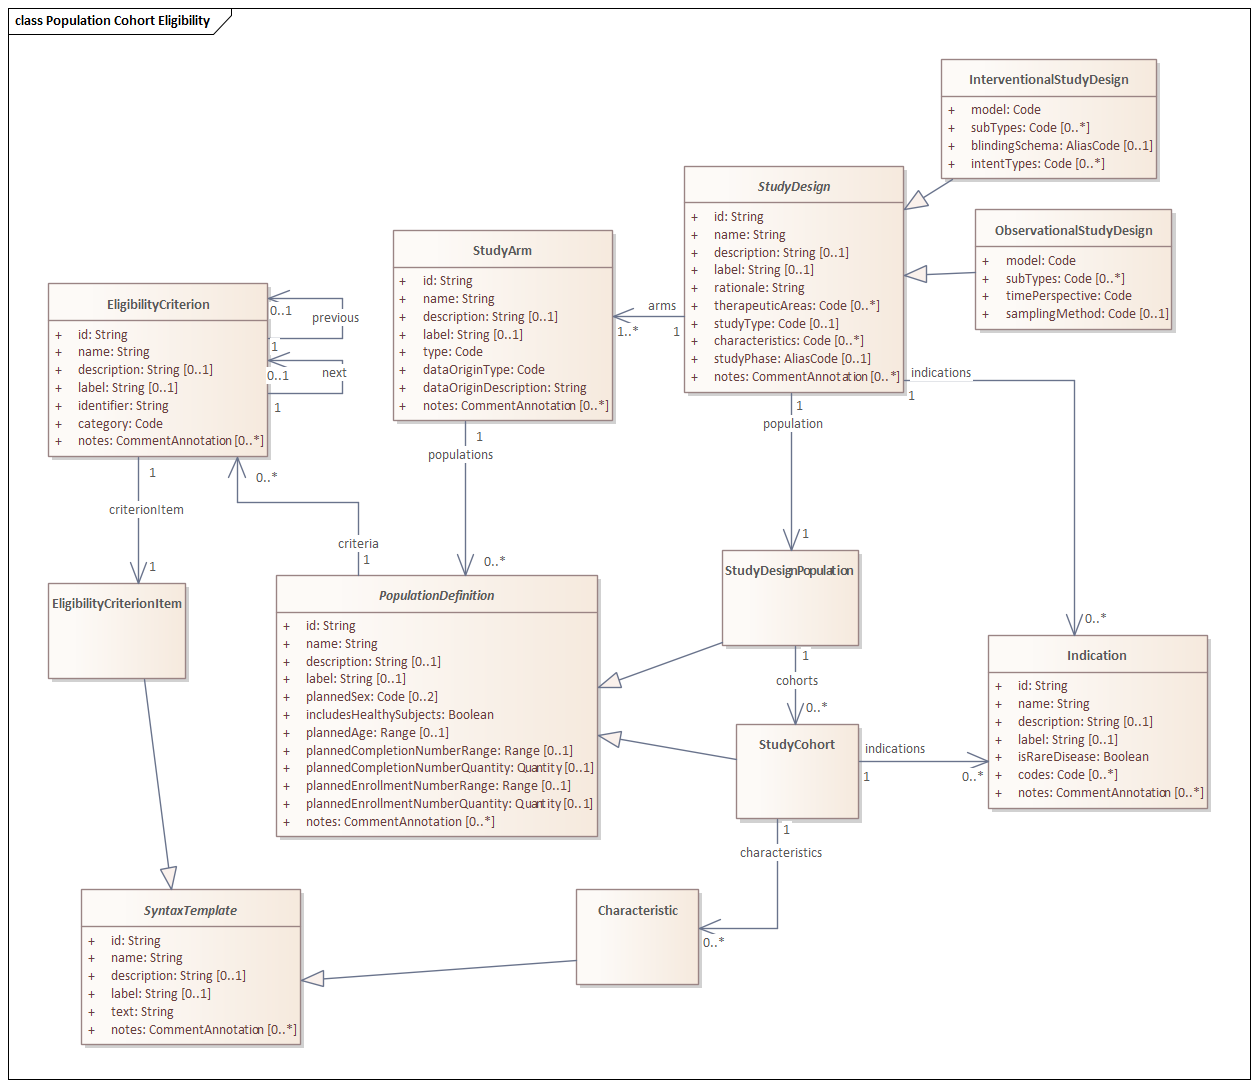 class Population Cohort Eligibility
InterventionalStudyDesign
+ model: Code
+ subTypes: Code [0..*]
+ blindingSchema: AliasCode [0..1]
+ intentTypes: Code [0..*]
StudyDesign
+ id: String
+ name: String
+ description: String [0..1]
+ label: String [0..1]
+ rationale: String
+ therapeuticAreas: Code [0..*]
+ studyType: Code [0..1]
+ characteristics: Code [0..*]
+ studyPhase: AliasCode [0..1]
+ notes: CommentAnnotation [0..*]
ObservationalStudyDesign
+ model: Code
+ subTypes: Code [0..*]
+ timePerspective: Code
+ samplingMethod: Code [0..1]
StudyArm
+ id: String
+ name: String
+ description: String [0..1]
+ label: String [0..1]
+ type: Code
+ dataOriginType: Code
+ dataOriginDescription: String
+ notes: CommentAnnotation [0..*]
arms
1..*
1
EligibilityCriterion
+ id: String
+ name: String
+ description: String [0..1]
+ label: String [0..1]
+ identifier: String
+ category: Code
+ notes: CommentAnnotation [0..*]
0..1
previous
1
0..1
next
1
indications
1
0..*
1
population
1
1
populations
0..*
0..*
criteria
1
1
criterionItem
1
EligibilityCriterionItem
PopulationDefinition
+ id: String
+ name: String
+ description: String [0..1]
+ label: String [0..1]
+ plannedSex: Code [0..2]
+ includesHealthySubjects: Boolean
+ plannedAge: Range [0..1]
+ plannedCompletionNumberRange: Range [0..1]
+ plannedCompletionNumberQuantity: Quantity [0..1]
+ plannedEnrollmentNumberRange: Range [0..1]
+ plannedEnrollmentNumberQuantity: Quantity [0..1]
+ notes: CommentAnnotation [0..*]
StudyDesignPopulation
1
cohorts
0..*
StudyCohort
indications
1
0..*
Indication
+ id: String
+ name: String
+ description: String [0..1]
+ label: String [0..1]
+ isRareDisease: Boolean
+ codes: Code [0..*]
+ notes: CommentAnnotation [0..*]
1
characteristics
0..*
Characteristic
SyntaxTemplate
+ id: String
+ name: String
+ description: String [0..1]
+ label: String [0..1]
+ text: String
+ notes: CommentAnnotation [0..*]